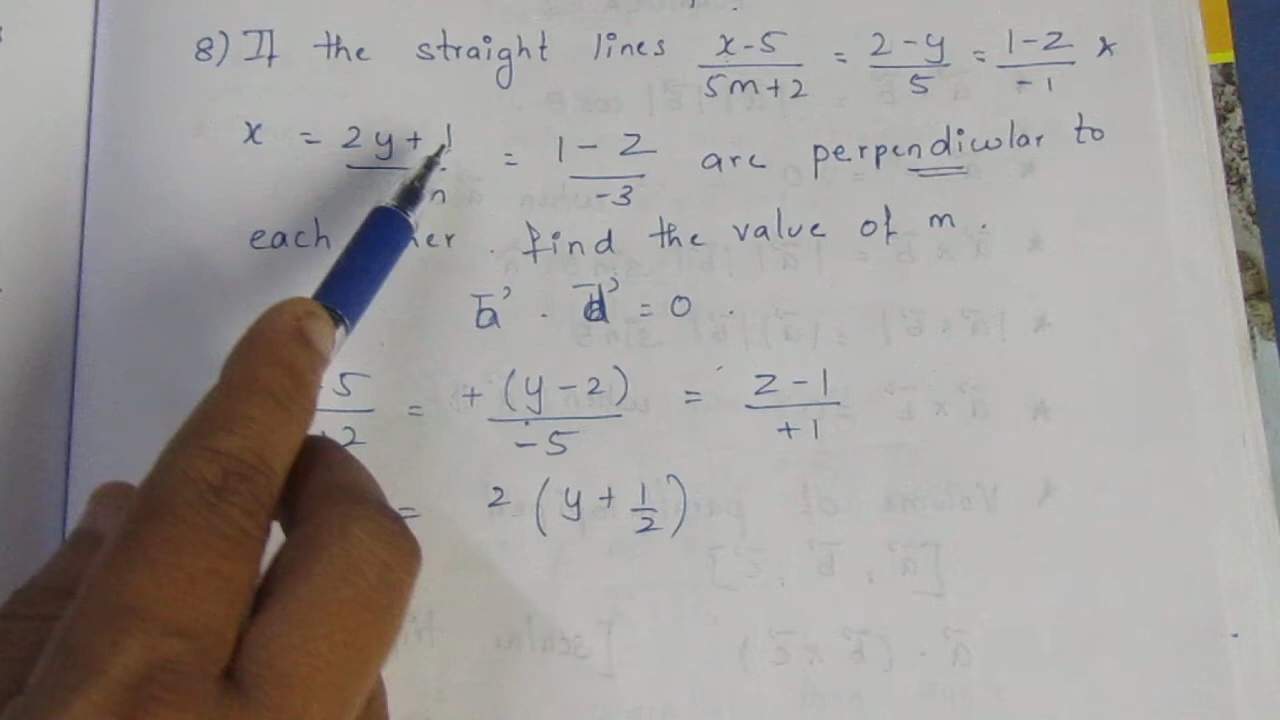 8) If the straight lines x-5/5m+2 = 2-y/5 = 1-z/-1 *
x = 2y+1/m = 1-z/-3 are perpendicular to
each . find the value of m.
b⃗ . d⃗ = 0 .
5/+2 = +(y-2)/-5 = z-1/+1
= 2(y+1/2)